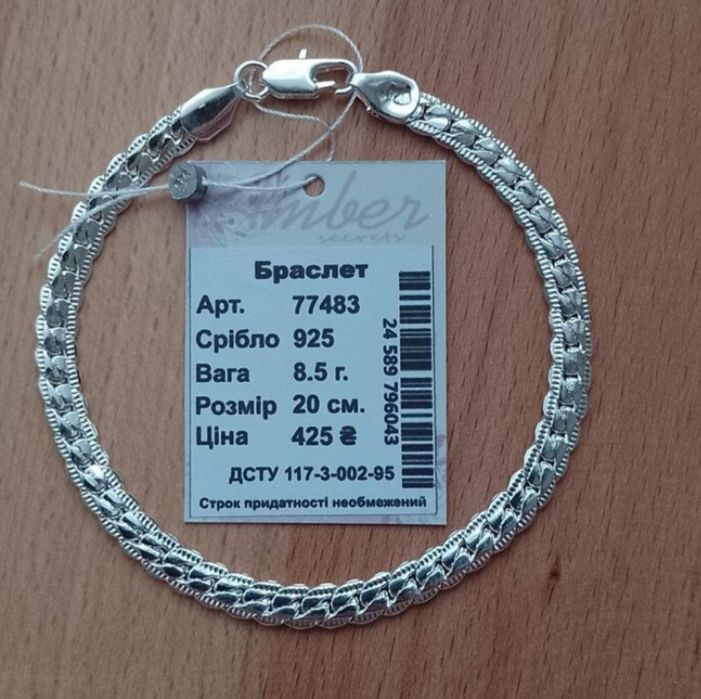 Amber
secrets
Браслет
Арт. 77483
Срібло 925
Вага 8.5 г.
Розмір 20 см.
Ціна 425 ₴
24 589 796043
ДСТУ 117-3-002-95
Строк придатності необмежений